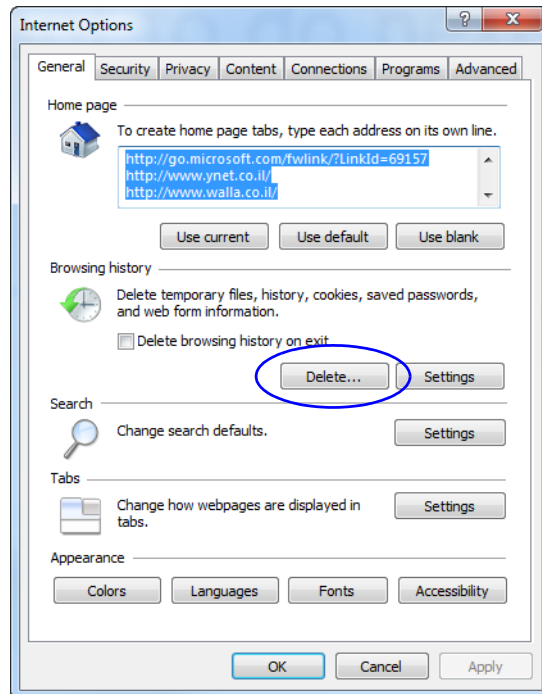 Internet Options
General Security Privacy Content Connections Programs Advanced
Home page
To create home page tabs, type each address on its own line.
http://go.microsoft.com/fwlink/?LinkId=69157
http://www.ynet.co.il/
http://www.walla.co.il/
Use current Use default Use blank
Browsing history
Delete temporary files, history, cookies, saved passwords,
and web form information.
Delete browsing history on exit
Delete... Settings
Search
Change search defaults. Settings
Tabs
Change how webpages are displayed in Settings
tabs.
Appearance
Colors Languages Fonts Accessibility
OK Cancel Apply